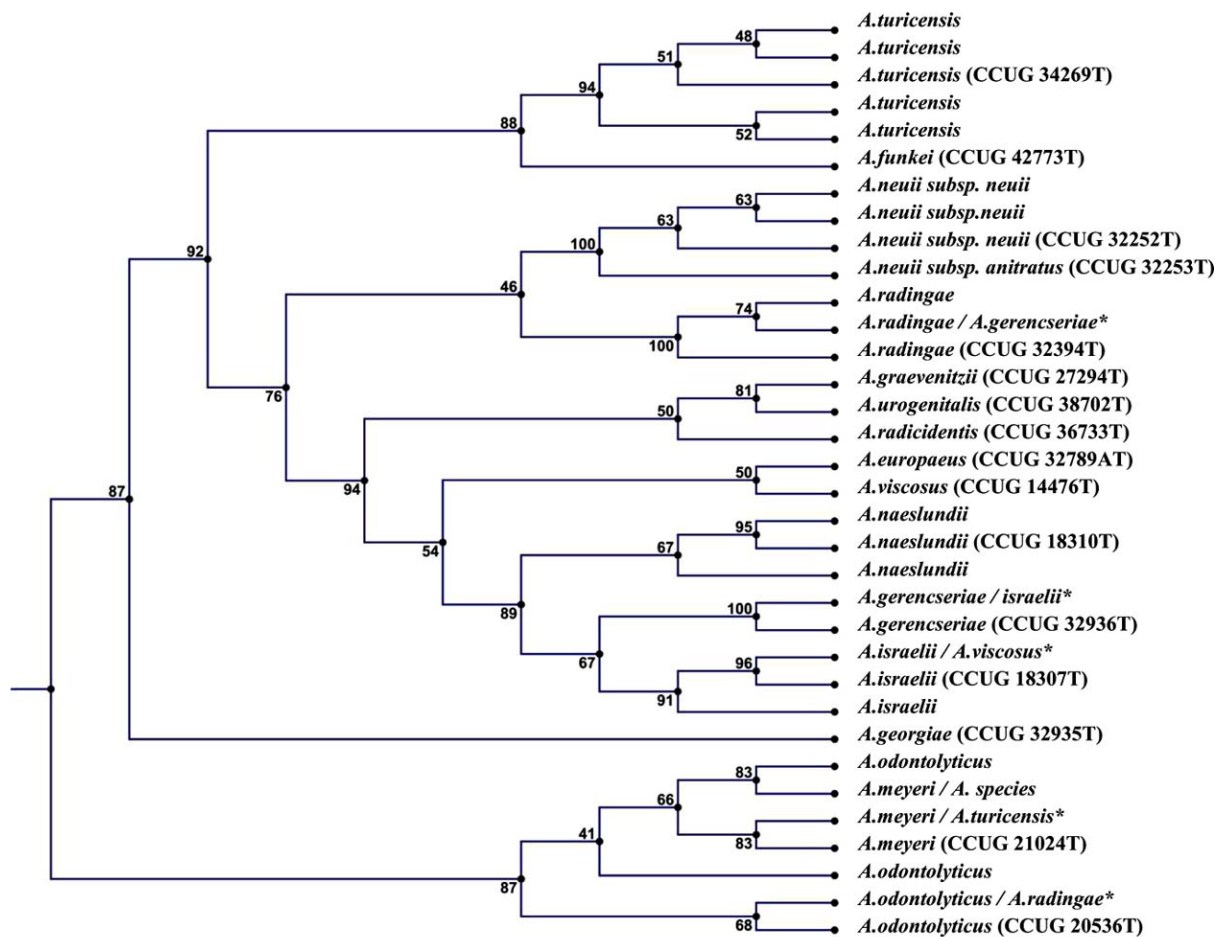 A.turicensis
48
A.turicensis
51
A.turicensis (CCUG 34269T)
94
A.turicensis
88
52
A.turicensis
A.funkei (CCUG 42773T)
A.neuii subsp. neuii
63
A.neuii subsp.neuii
63
A.neuii subsp. neuii (CCUG 32252T)
92
100
A.neuii subsp. anitratus (CCUG 32253T)
46
A.radingae
74
A.radingae / A.gerencseriae*
100
A.radingae (CCUG 32394T)
76
A.graevenitzii (CCUG 27294T)
81
A.urogenitalis (CCUG 38702T)
50
A.radicidentis (CCUG 36733T)
A.europaeus (CCUG 32789AT)
50
94
A.viscosus (CCUG 14476T)
87
A.naeslundii
95
54
A.naeslundii (CCUG 18310T)
67
A.naeslundii
89
A.gerencseriae / israelii*
100
A.gerencseriae (CCUG 32936T)
67
A.israelii / A.viscosus*
96
A.israelii (CCUG 18307T)
91
A.israelii
A.georgiae (CCUG 32935T)
A.odontolyticus
83
A.meyeri / A. species
66
A.meyeri / A.turicensis*
41
83
A.meyeri (CCUG 21024T)
A.odontolyticus
87
A.odontolyticus / A.radingae*
68
A.odontolyticus (CCUG 20536T)